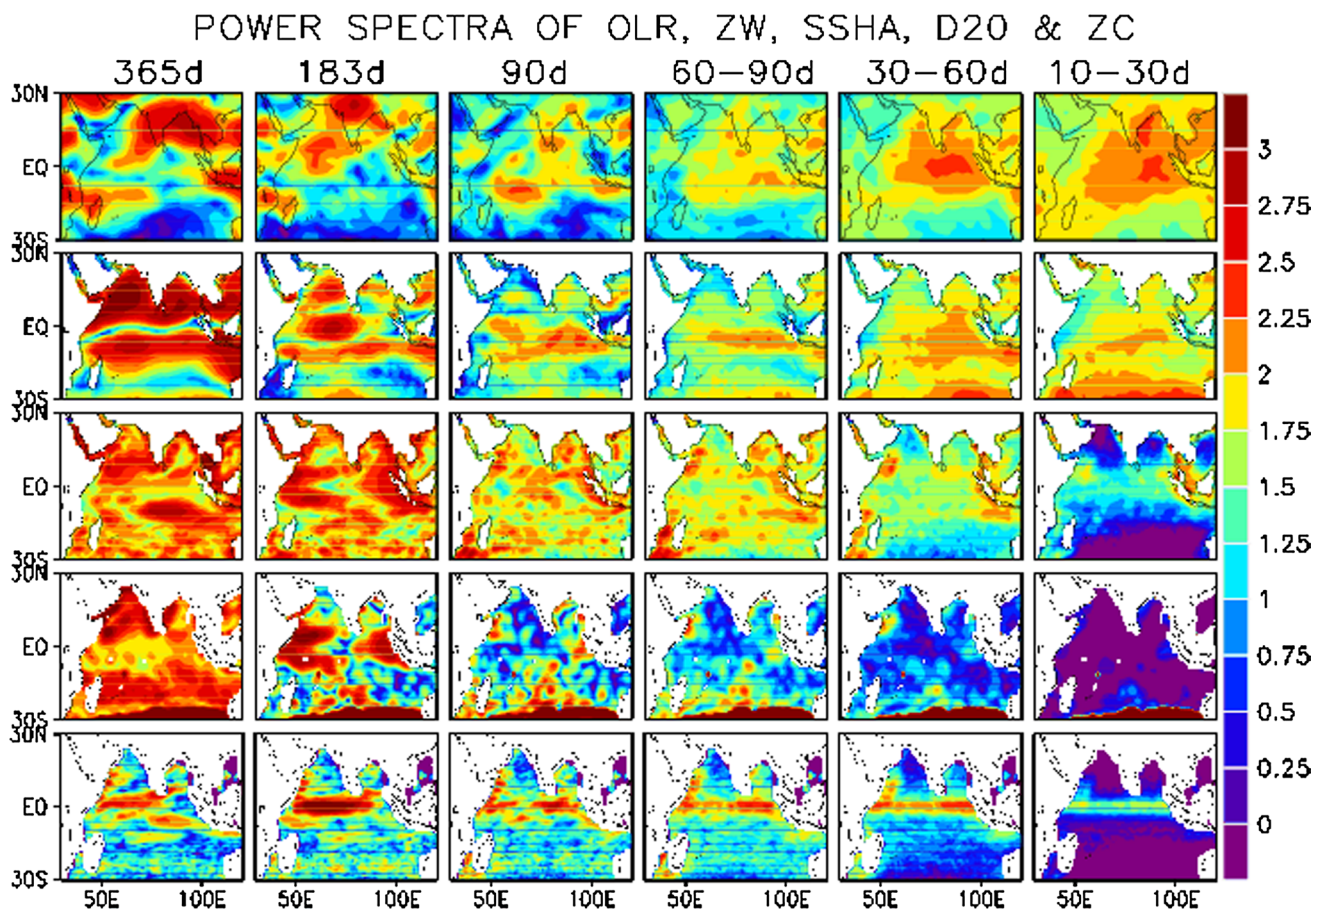 POWER SPECTRA OF OLR, ZW, SSHA, D20 & ZC
365d 183d 90d 60-90d 30-60d 10-30d
30N
EQ
30S
30N
EQ
30S
30N
EQ
30S
30N
EQ
30S
30N
EQ
30S
50E 100E 50E 100E 50E 100E 50E 100E 50E 100E 50E 100E
3
2.75
2.5
2.25
2
1.75
1.5
1.25
1
0.75
0.5
0.25
0